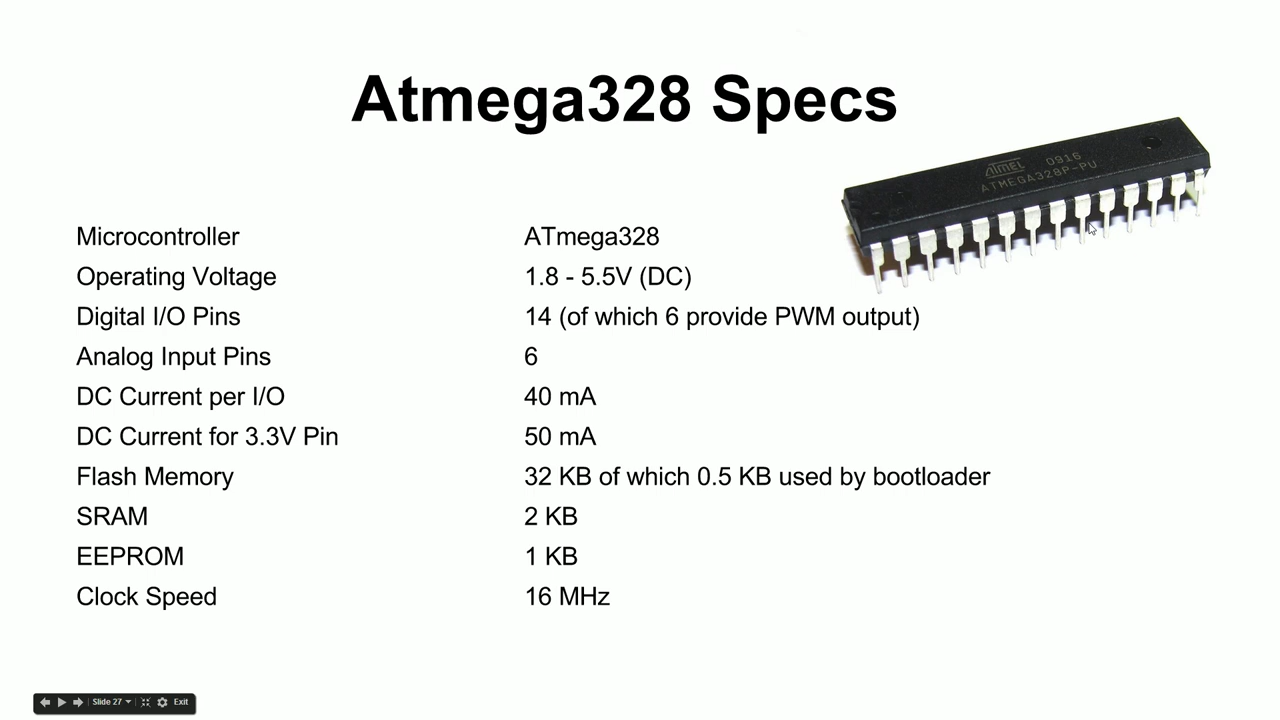 Atmega328 Specs
ATMEL 0916
ATMEGA328P-PU
Microcontroller ATmega328
Operating Voltage 1.8 - 5.5V (DC)
Digital I/O Pins 14 (of which 6 provide PWM output)
Analog Input Pins 6
DC Current per I/O 40 mA
DC Current for 3.3V Pin 50 mA
Flash Memory 32 KB of which 0.5 KB used by bootloader
SRAM 2 KB
EEPROM 1 KB
Clock Speed 16 MHz
Slide 27 Exit